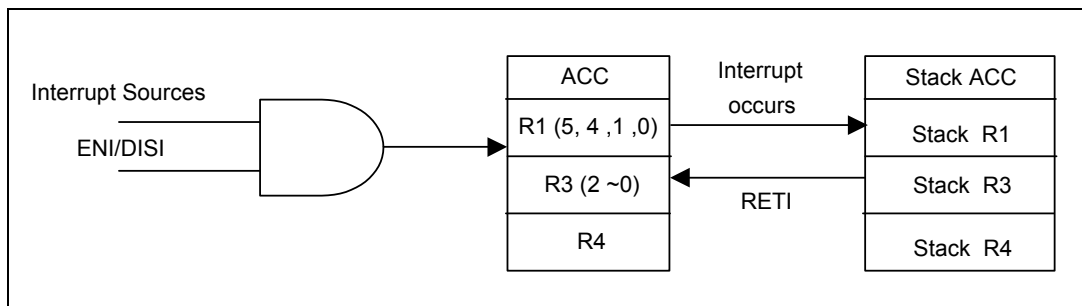 Interrupt Sources
ENI/DISI
ACC
R1 (5, 4 ,1 ,0)
R3 (2 ~0)
R4
Interrupt
occurs
RETI
Stack ACC
Stack R1
Stack R3
Stack R4